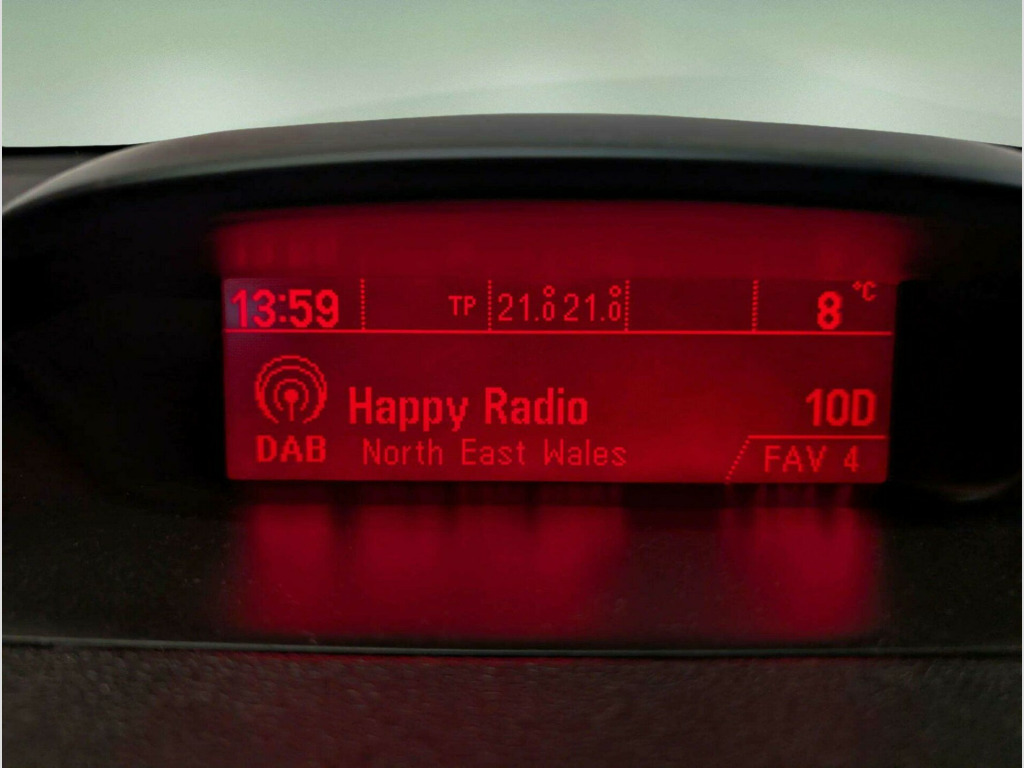 13:59 TP 21.0° 21.0° 8 °C
Happy Radio 10D
DAB North East Wales FAV 4